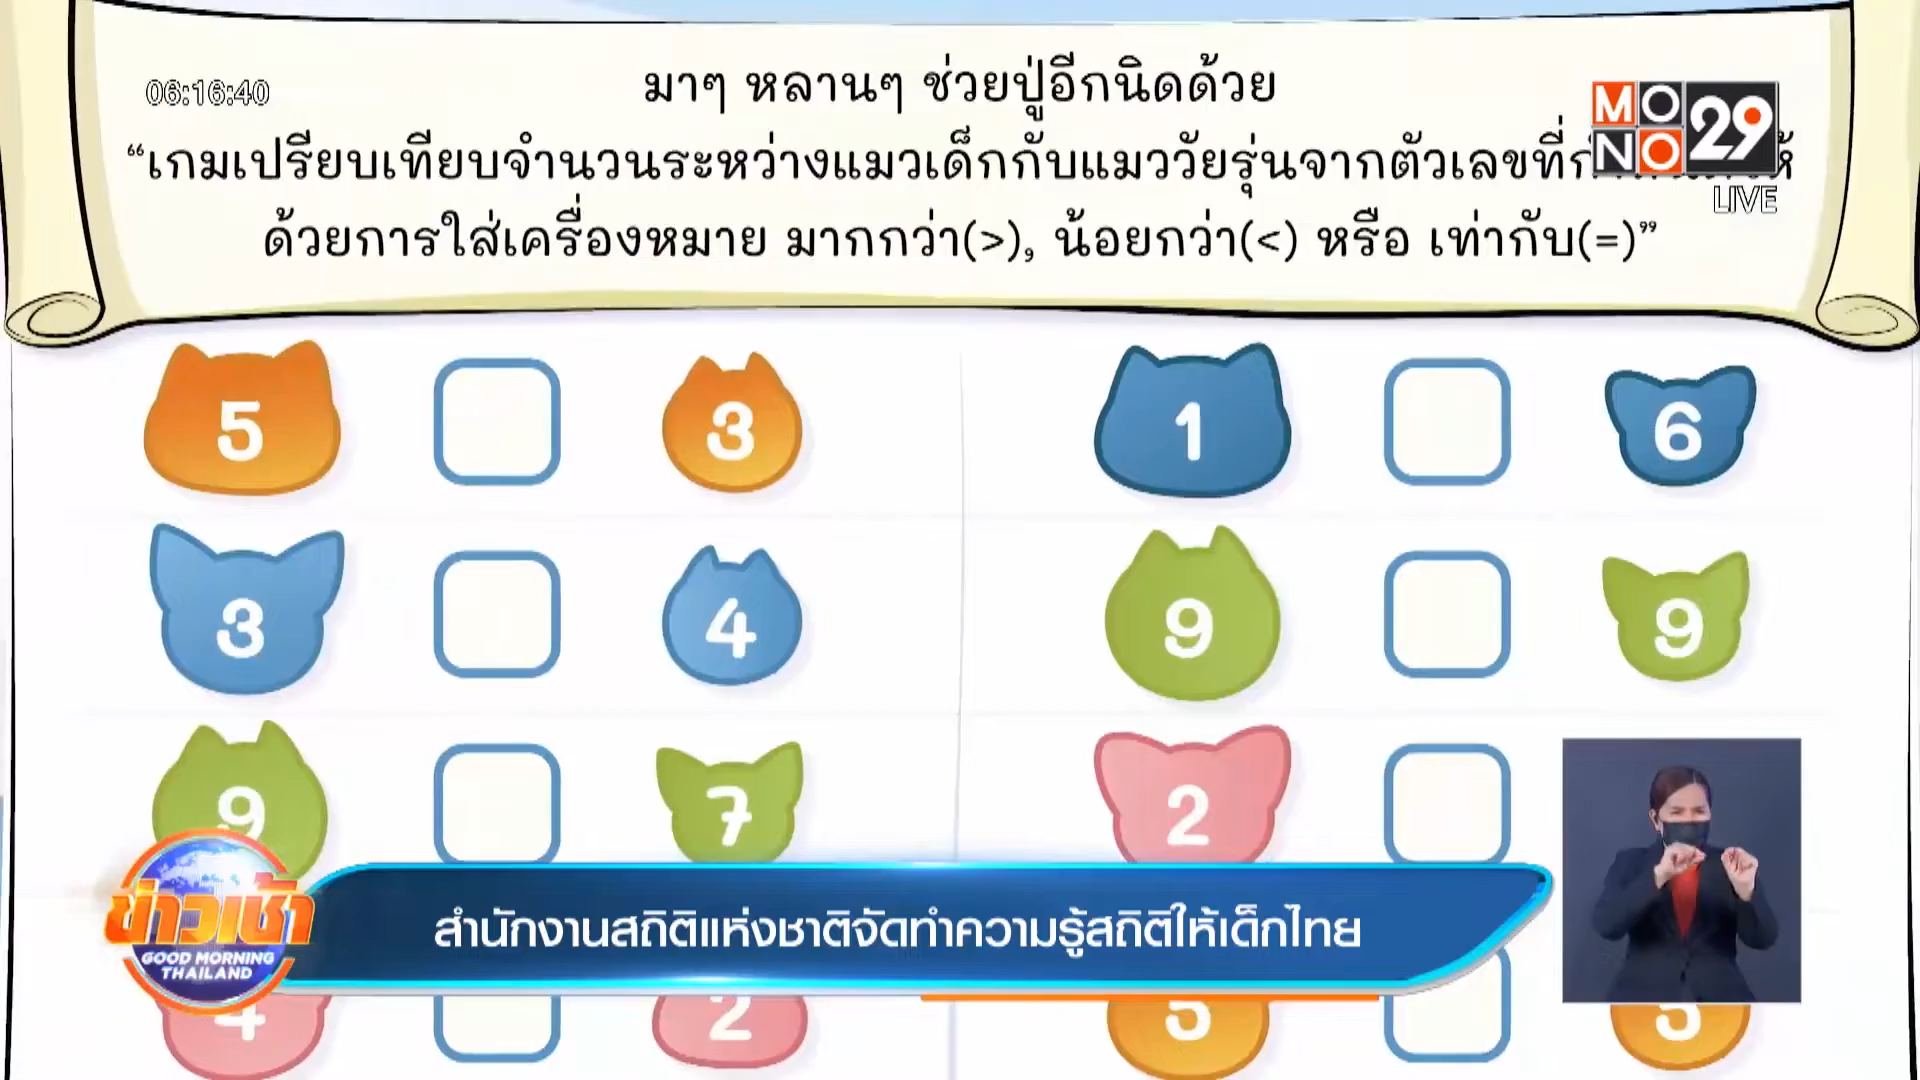 มาๆ หลานๆ ช่วยปู่อีกนิดด้วย
06:16:40
MONO 29
“เกมเปรียบเทียบจำนวนระหว่างแมวเด็กกับแมววัยรุ่นจากตัวเลขที่
LIVE
ด้วยการใส่เครื่องหมาย มากกว่า(>), น้อยกว่า(<) หรือ เท่ากับ(=)”
5 3 1 6
3 4 9 9
9 7 2
ข่าวเช้า
GOOD MORNING
THAILAND
สำนักงานสถิติแห่งชาติจัดทำความรู้สถิติให้เด็กไทย
4 2 5 5